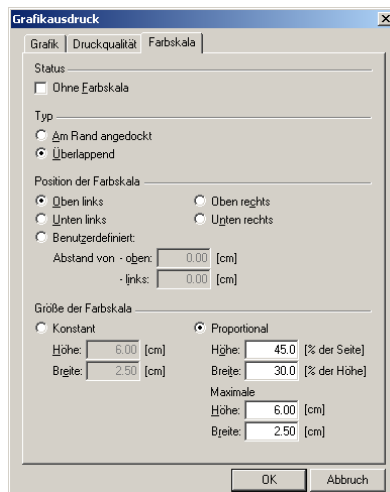 Grafikausdruck
Grafik Druckqualität Farbskala
Status
Ohne Farbskala
Typ
Am Rand angedockt
Überlappend
Position der Farbskala
Oben links Oben rechts
Unten links Unten rechts
Benutzerdefiniert:
Abstand von - oben: 0.00 [cm]
- links: 0.00 [cm]
Größe der Farbskala
Konstant Proportional
Höhe: 6.00 [cm] Höhe: 45.0 [% der Seite]
Breite: 2.50 [cm] Breite: 30.0 [% der Höhe]
Maximale
Höhe: 6.00 [cm]
Breite: 2.50 [cm]
OK Abbruch